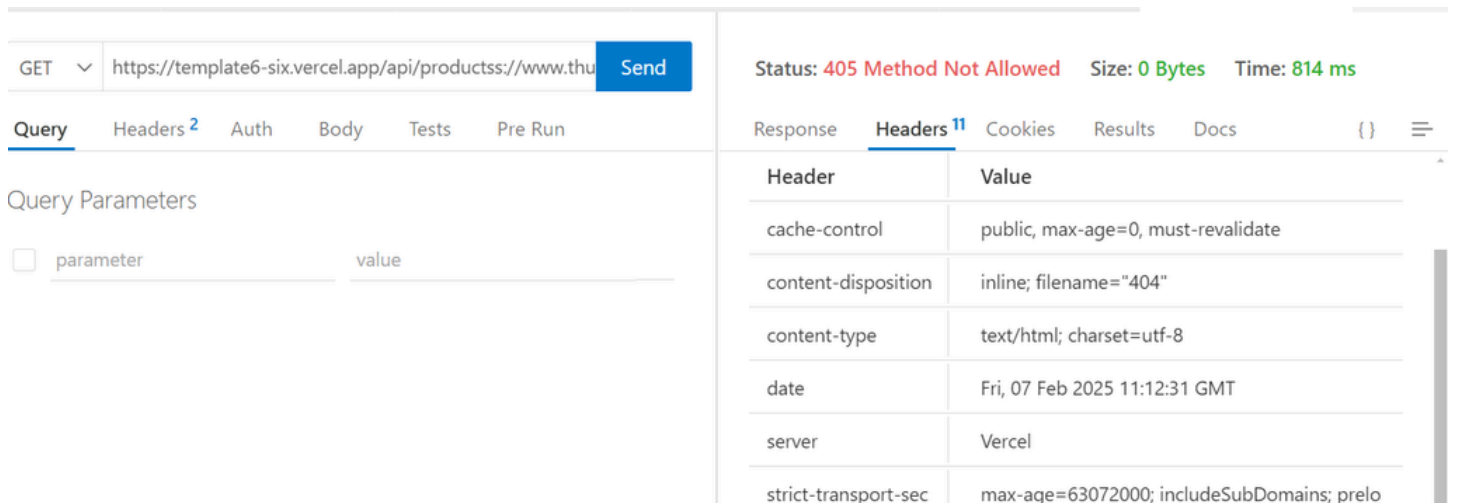 GET https://template6-six.vercel.app/api/productss://www.thu Send
Query Headers 2 Auth Body Tests Pre Run
Query Parameters
parameter value
Status: 405 Method Not Allowed Size: 0 Bytes Time: 814 ms
Response Headers 11 Cookies Results Docs { }
Header Value
cache-control public, max-age=0, must-revalidate
content-disposition inline; filename="404"
content-type text/html; charset=utf-8
date Fri, 07 Feb 2025 11:12:31 GMT
server Vercel
strict-transport-sec max-age=63072000; includeSubDomains; prelo